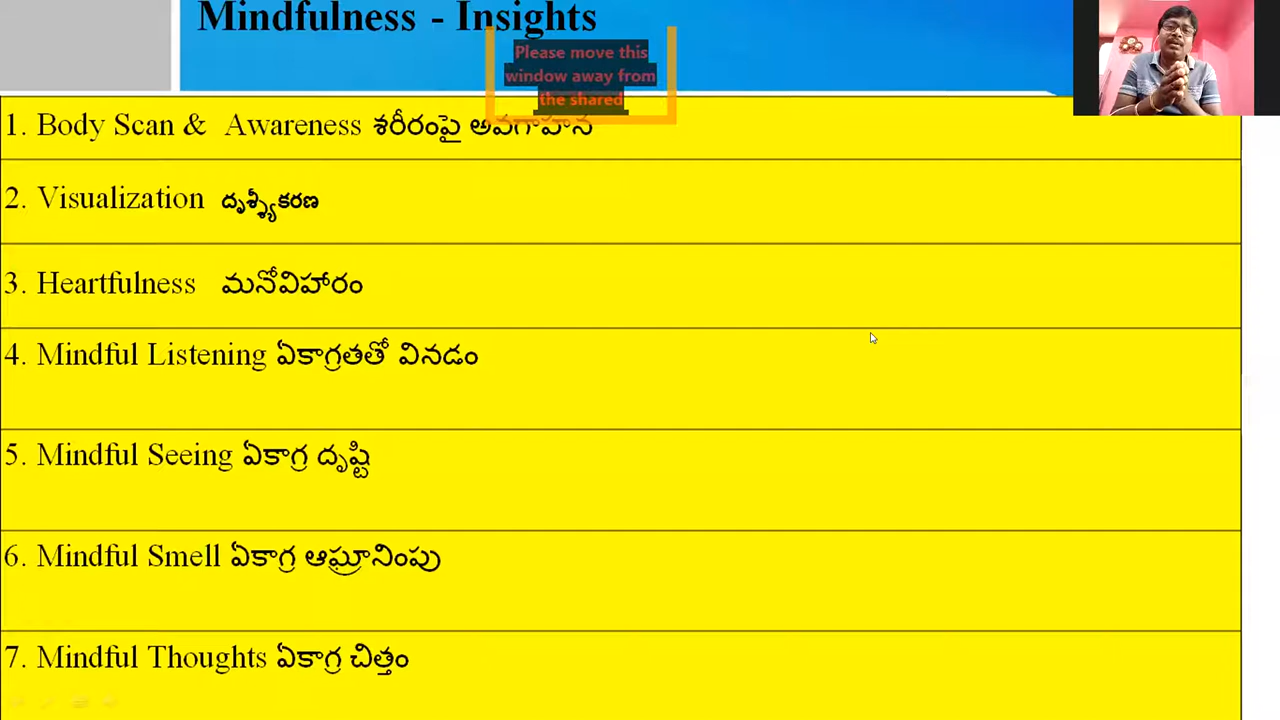 Mindfulness - Insights
Please move this
window away from
the shared
1. Body Scan & Awareness శరీరంపై అవగాహన
2. Visualization దృశ్శ్యీకరణ
3. Heartfulness మనోవిహారం
4. Mindful Listening ఏకాగ్రతతో వినడం
5. Mindful Seeing ఏకాగ్ర దృష్టి
6. Mindful Smell ఏకాగ్ర ఆఘ్రానింపు
7. Mindful Thoughts ఏకాగ్ర చిత్తం